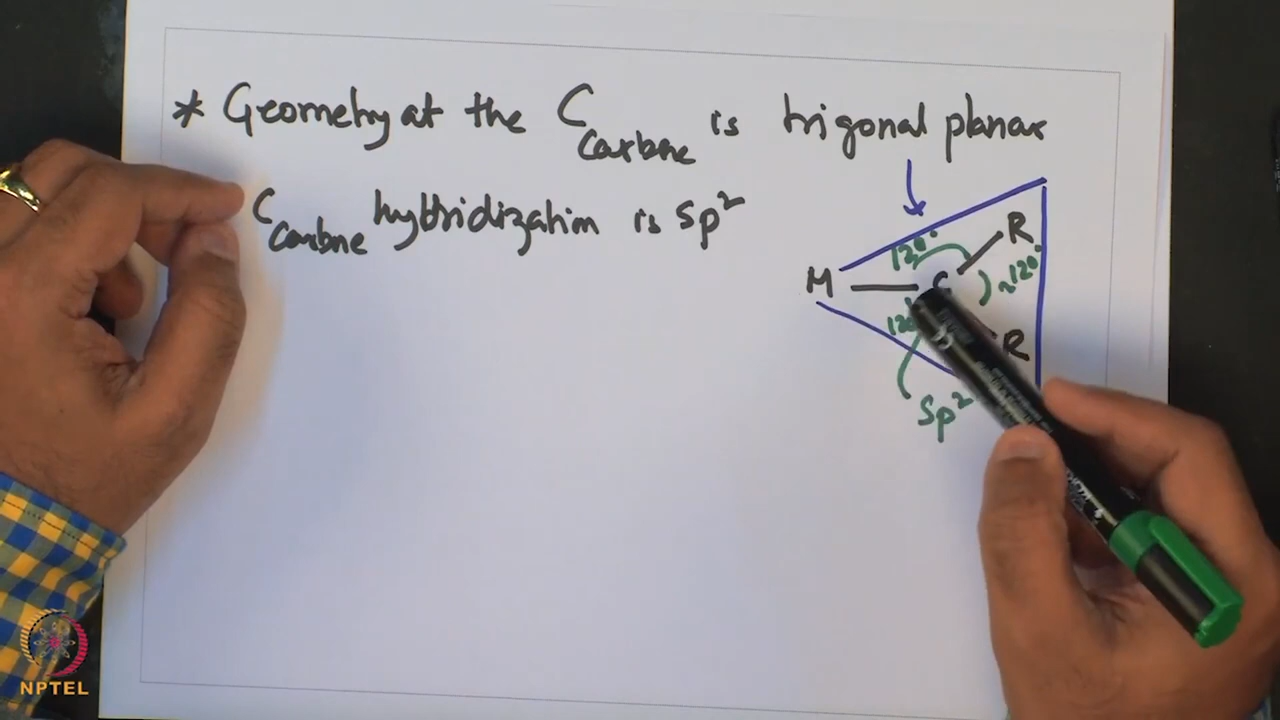 * Geometry at the C carbene is trigonal planar
C carbene hybridization is sp²
R
120°
~120°
M C
120
R
sp²
NPTEL